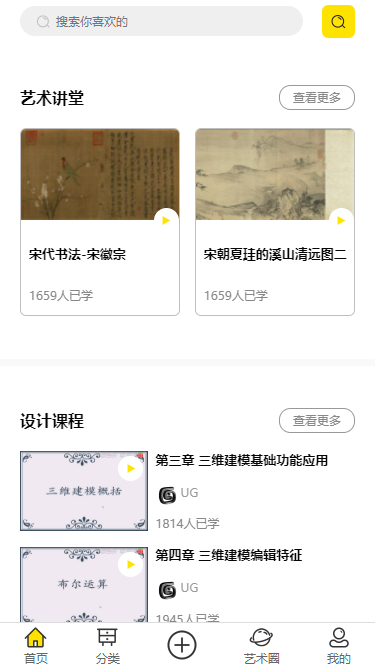 搜索你喜欢的
艺术讲堂
查看更多
宋代书法-宋徽宗
1659人已学
宋朝夏珪的溪山清远图二
1659人已学
设计课程
查看更多
三维建模概括
第三章 三维建模基础功能应用
UG
1814人已学
布尔运算
第四章 三维建模编辑特征
UG
1945人已学
首页
分类
艺术圈
我的